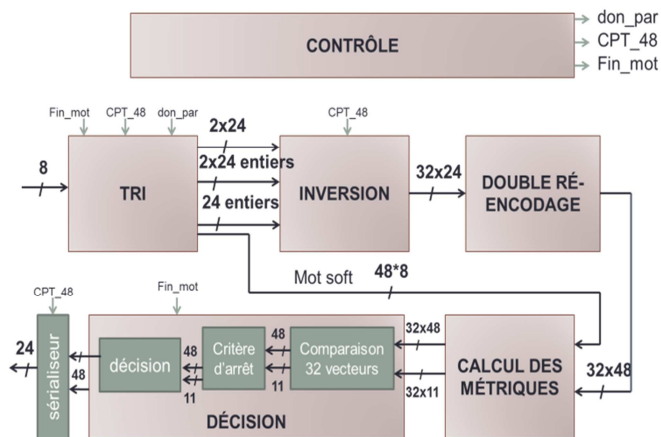 CONTRÔLE
don_par
CPT_48
Fin_mot
Fin_mot CPT_48 don_par
CPT_48
8
TRI
2x24
2x24 entiers
24 entiers
INVERSION
32x24
DOUBLE RÉ-
ENCODAGE
Mot soft 48*8
CPT_48
Fin_mot
24
sérialiseur
48
décision
48
11
Critère
d'arrêt
48
11
Comparaison
32 vecteurs
32x48
32x11
CALCUL DES
MÉTRIQUES
32x48
DÉCISION